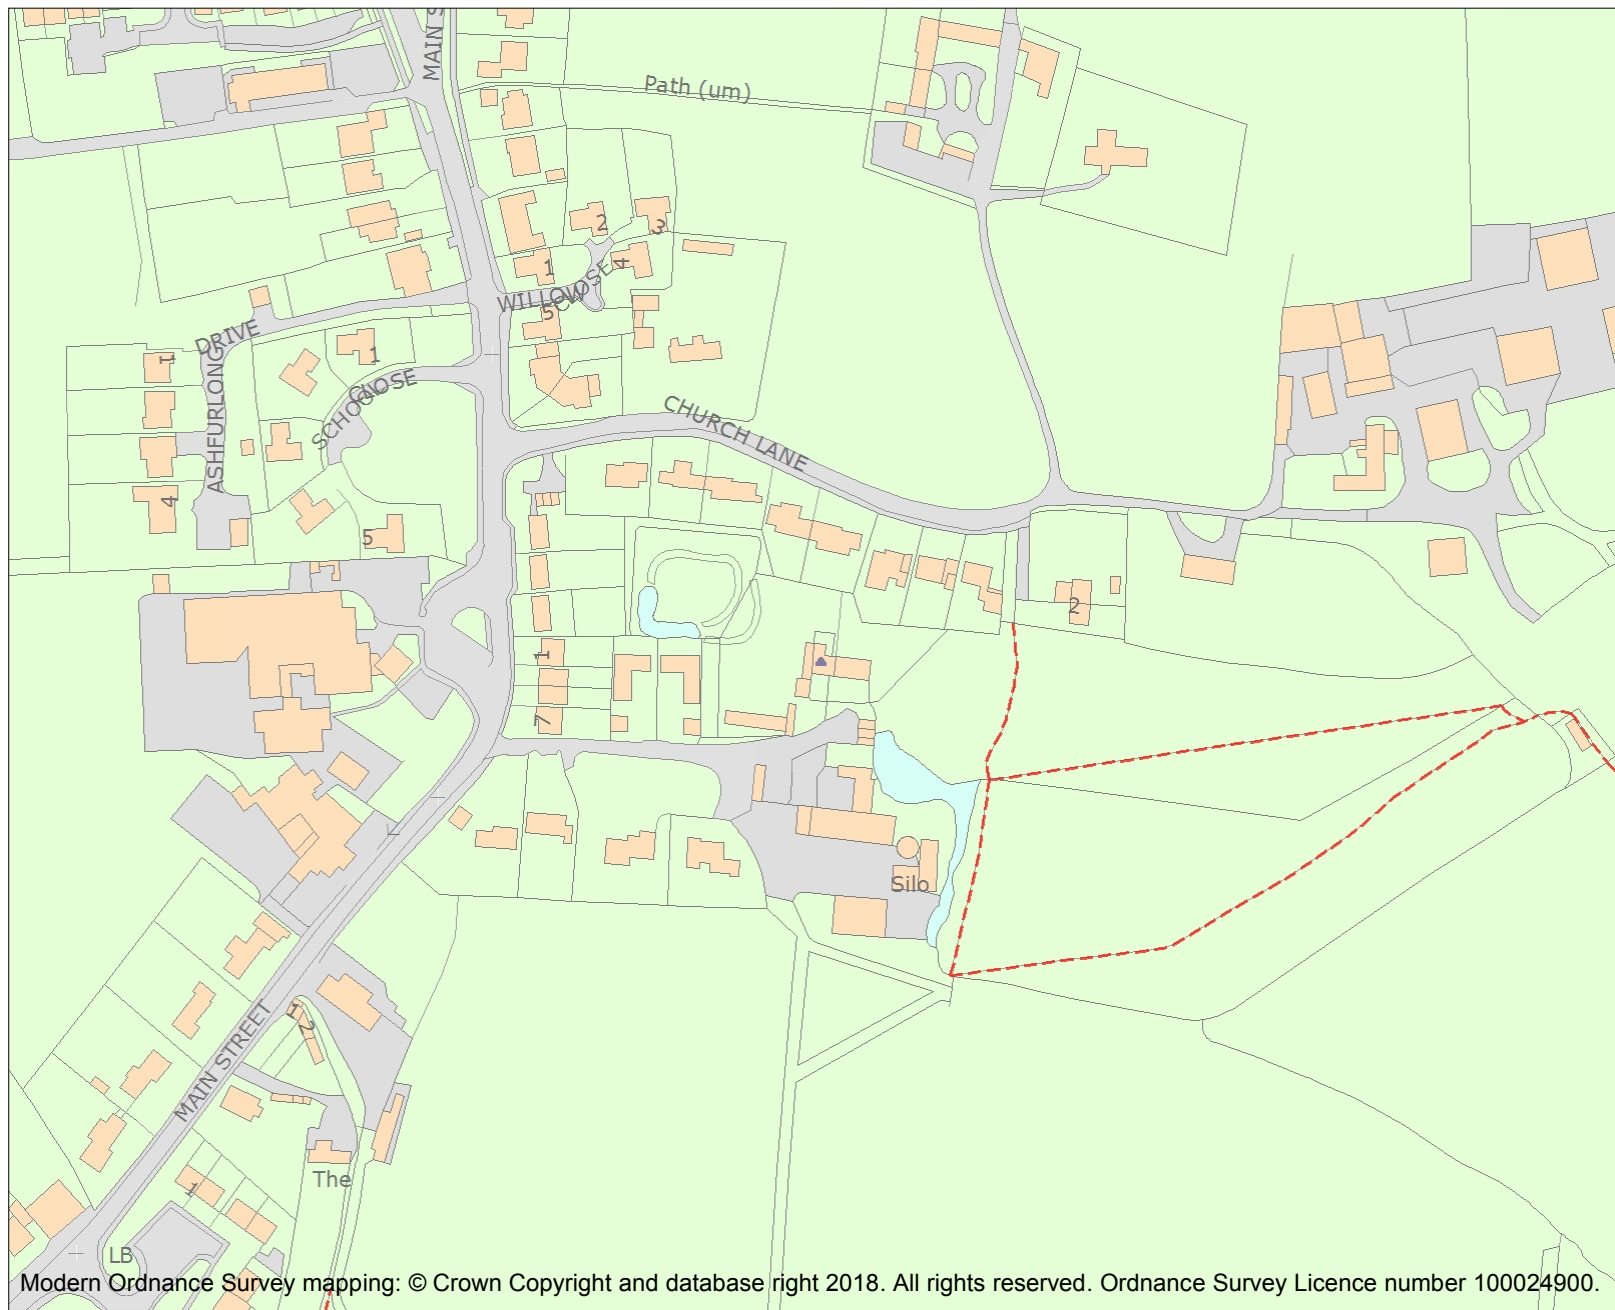 MAIN S
Path (um)
2
3
1
4
WILLOW
CLOSE
5
DRIVE
1
1
CLOSE
SCHOOL
ASHFURLONG
CHURCH LANE
4
5
2
1
7
Silo
1
2
MAIN STREET
The
1
LB
Modern Ordnance Survey mapping: © Crown Copyright and database right 2018. All rights reserved. Ordnance Survey Licence number 100024900.